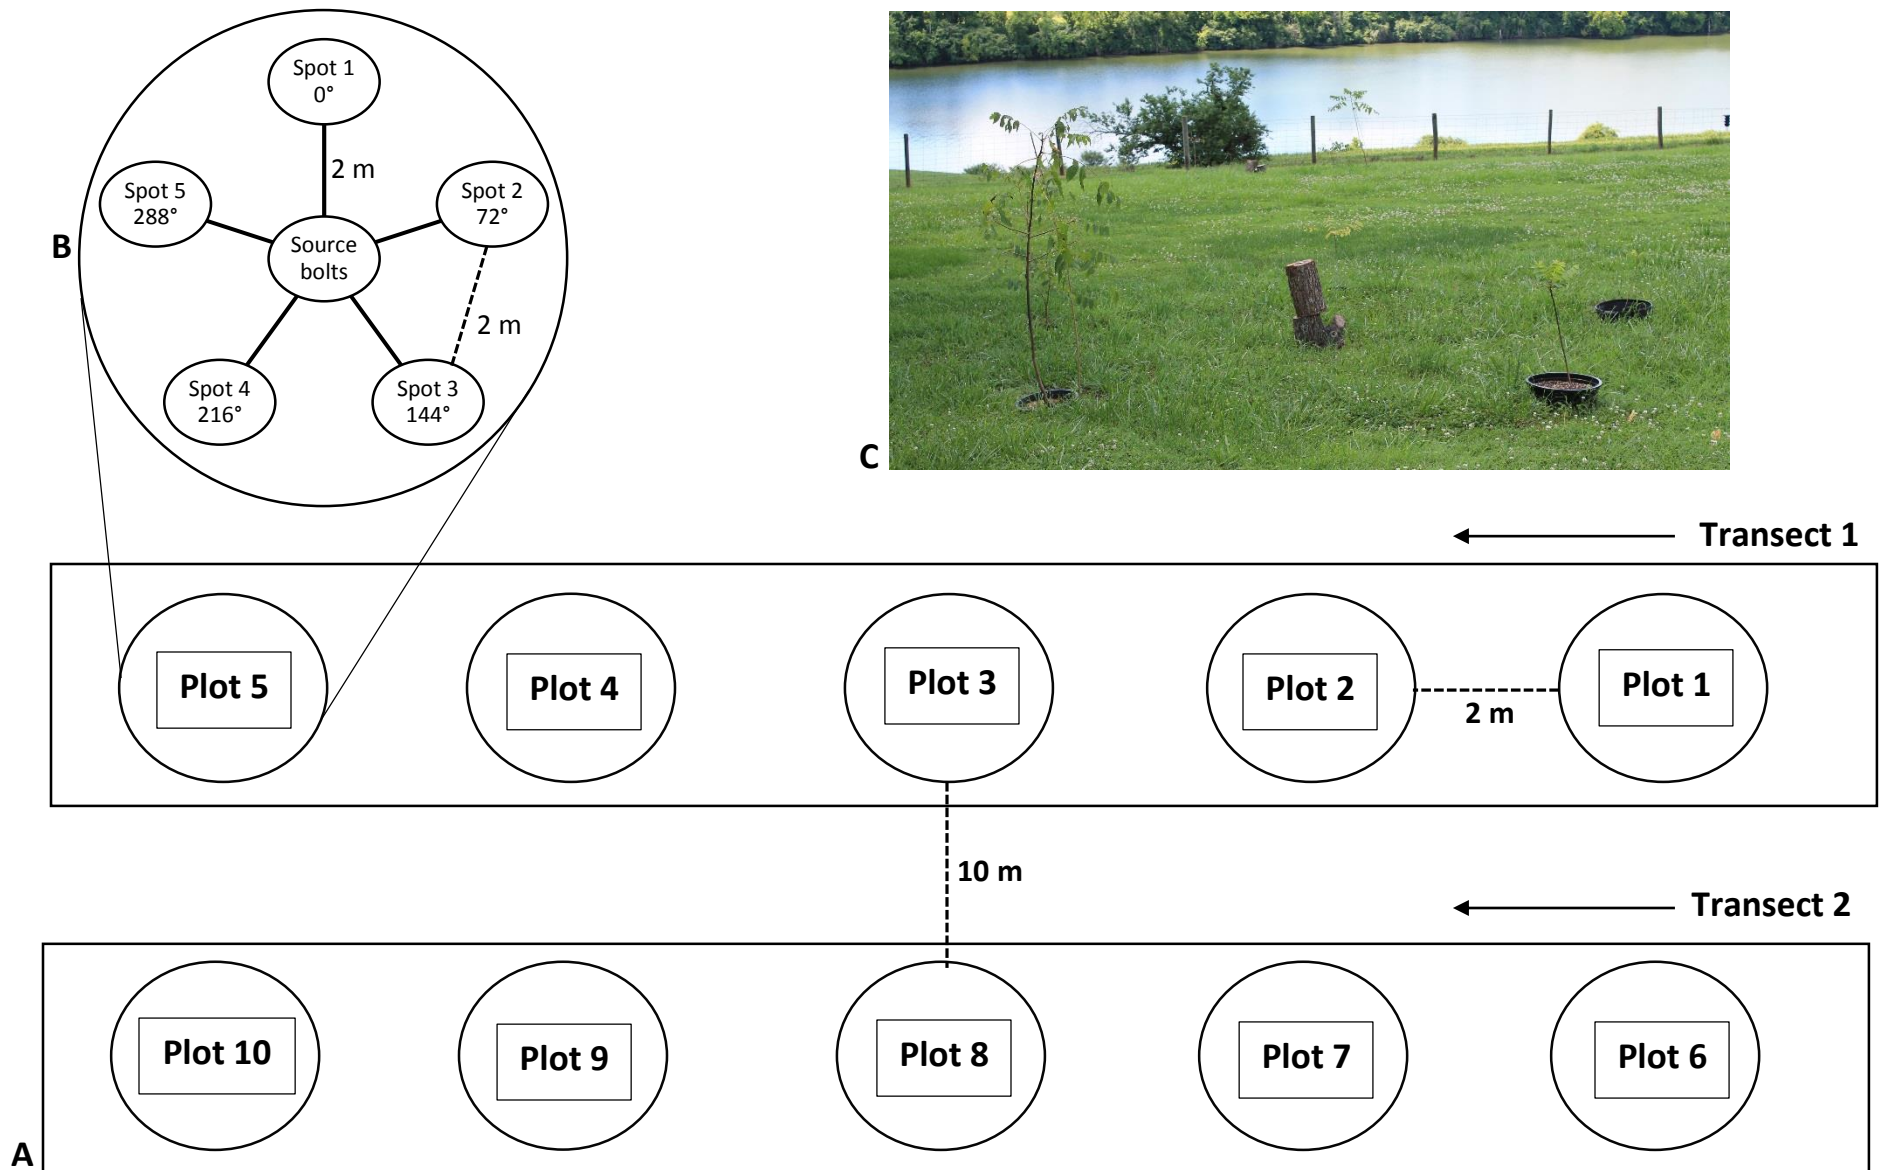 Spot 1
0°
2 m
Spot 5
288°
Spot 2
72°
B
Source
bolts
2 m
Spot 4
216°
Spot 3
144°
C
Transect 1
Plot 5
Plot 4
Plot 3
Plot 2
Plot 1
2 m
10 m
Transect 2
Plot 10
Plot 9
Plot 8
Plot 7
Plot 6
A